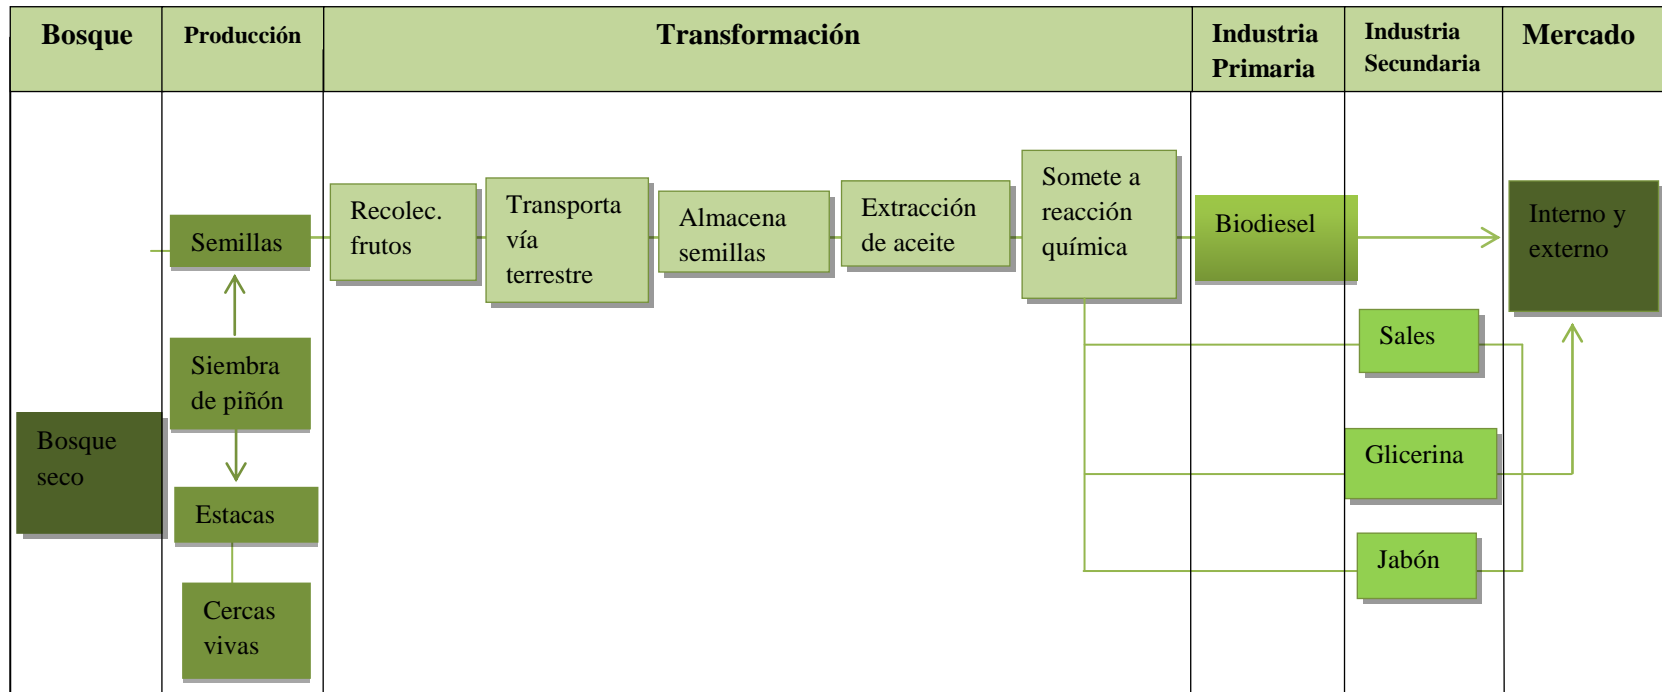 Bosque
Producción
Transformación
Industria
Primaria
Industria
Secundaria
Mercado
Bosque
seco
Semillas
Siembra
de piñón
Estacas
Cercas
vivas
Recolec.
frutos
Transporta
vía
terrestre
Almacena
semillas
Extracción
de aceite
Somete a
reacción
química
Biodiesel
Sales
Glicerina
Jabón
Interno y
externo